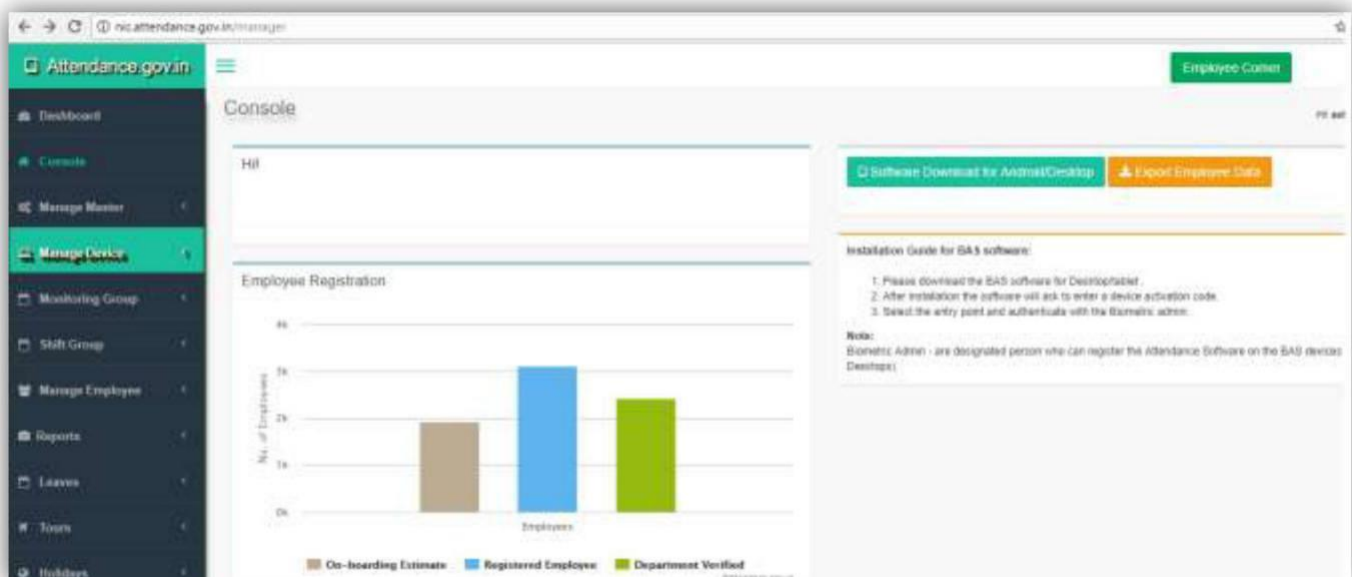 nic.attendance.gov.in/manager
Attendance.gov.in
Employee Corner
Dashboard
Console
Manage Master
Manage Device
Monitoring Group
Shift Group
Manage Employee
Reports
Leaves
Tours
Holidays
Console
Hi!
Software Download for Android/Desktop
Export Employee Data
Installation Guide for BAS software:
1. Please download the BAS software for Desktop/tablet .
2. After installation the software will ask to enter a device activation code.
3. Select the entry point and authenticate with the Biometric admin.
Note:
Biometric Admin - are designated person who can register the Attendance Software on the BAS devices
Desktops)
Employee Registration
No. of Employees
4k
3k
2k
1k
0k
Employees
On-boarding Estimate
Registered Employee
Department Verified